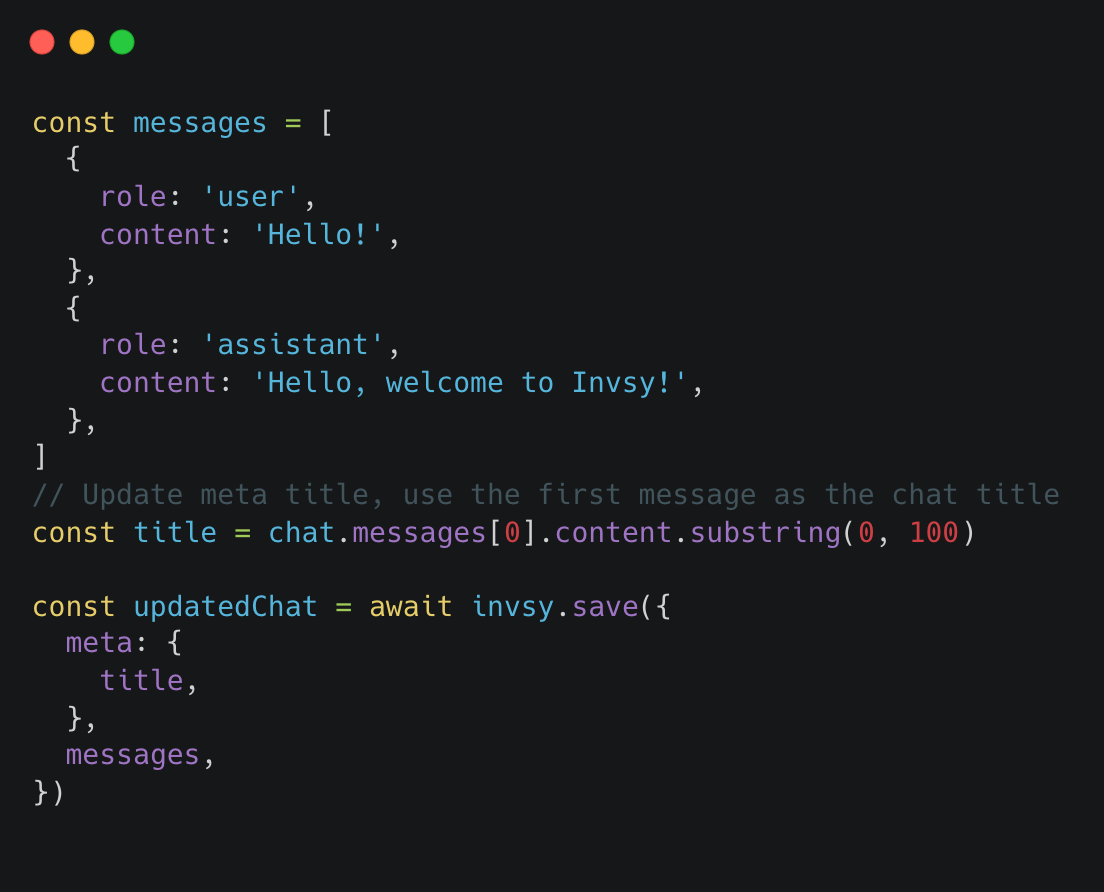 const messages = [
  {
    role: 'user',
    content: 'Hello!',
  },
  {
    role: 'assistant',
    content: 'Hello, welcome to Invsy!',
  },
]
// Update meta title, use the first message as the chat title
const title = chat.messages[0].content.substring(0, 100)

const updatedChat = await invsy.save({
  meta: {
    title,
  },
  messages,
})